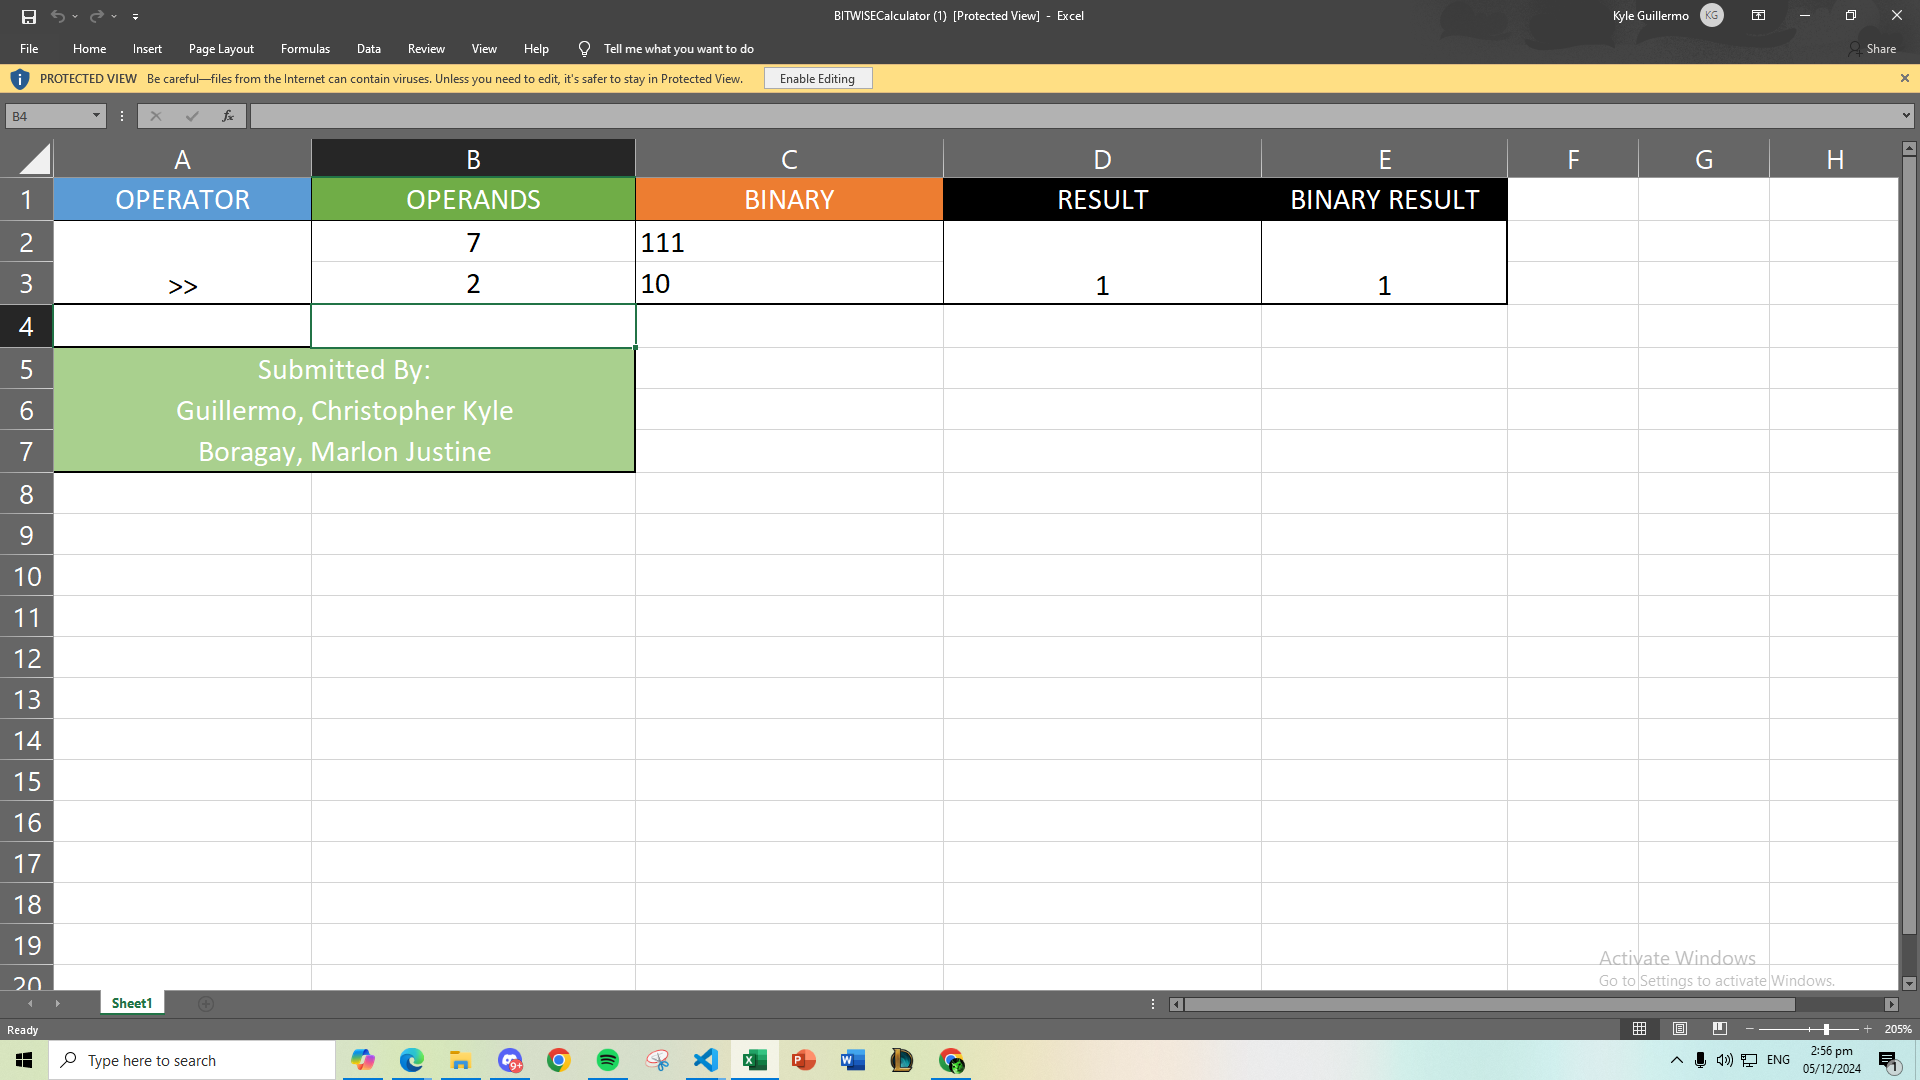 BITWISECalculator (1) [Protected View] - Excel
Kyle Guillermo KG
File Home Insert Page Layout Formulas Data Review View Help Tell me what you want to do Share
PROTECTED VIEW Be careful—files from the Internet can contain viruses. Unless you need to edit, it's safer to stay in Protected View. Enable Editing
B4 fx
A B C D E F G H
1 OPERATOR OPERANDS BINARY RESULT BINARY RESULT
2 7 111
3 >> 2 10 1 1
4
5 Submitted By:
6 Guillermo, Christopher Kyle
7 Boragay, Marlon Justine
8
9
10
11
12
13
14
15
16
17
18
19
20
Activate Windows
Go to Settings to activate Windows.
Sheet1
Ready 205%
Type here to search 9+ ENG 2:56 pm 1
05/12/2024